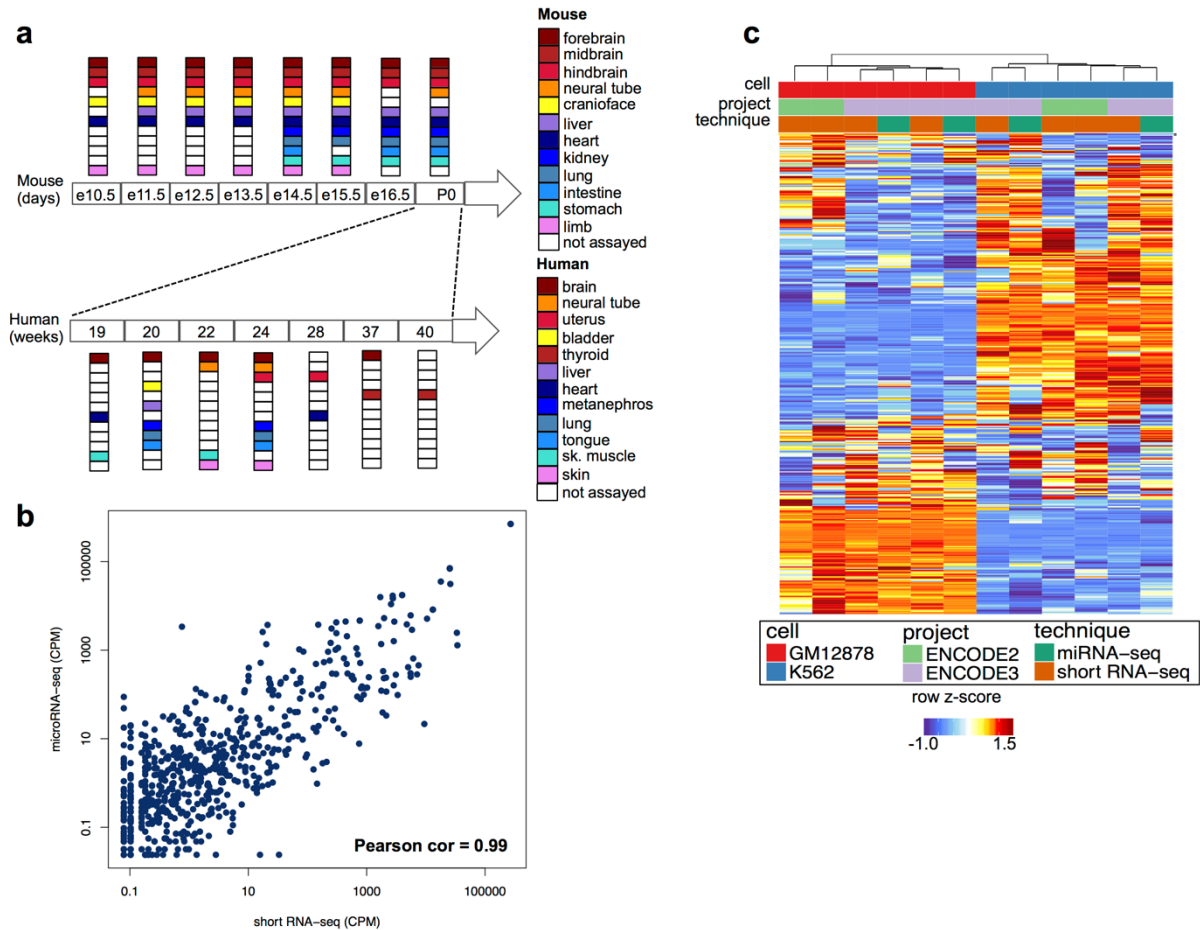 a
Mouse
forebrain
midbrain
hindbrain
neural tube
cranioface
liver
heart
kidney
lung
intestine
stomach
limb
not assayed
Mouse
(days)
e10.5 e11.5 e12.5 e13.5 e14.5 e15.5 e16.5 P0
Human
brain
neural tube
uterus
bladder
thyroid
liver
heart
metanephros
lung
tongue
sk. muscle
skin
not assayed
Human
(weeks)
19 20 22 24 28 37 40
b
microRNA−seq (CPM)
100000
1000
10
0.1
Pearson cor = 0.99
0.1 10 1000 100000
short RNA−seq (CPM)
c
cell
project
technique
cell
GM12878
K562
project
ENCODE2
ENCODE3
technique
miRNA−seq
short RNA−seq
row z−score
-1.0 1.5